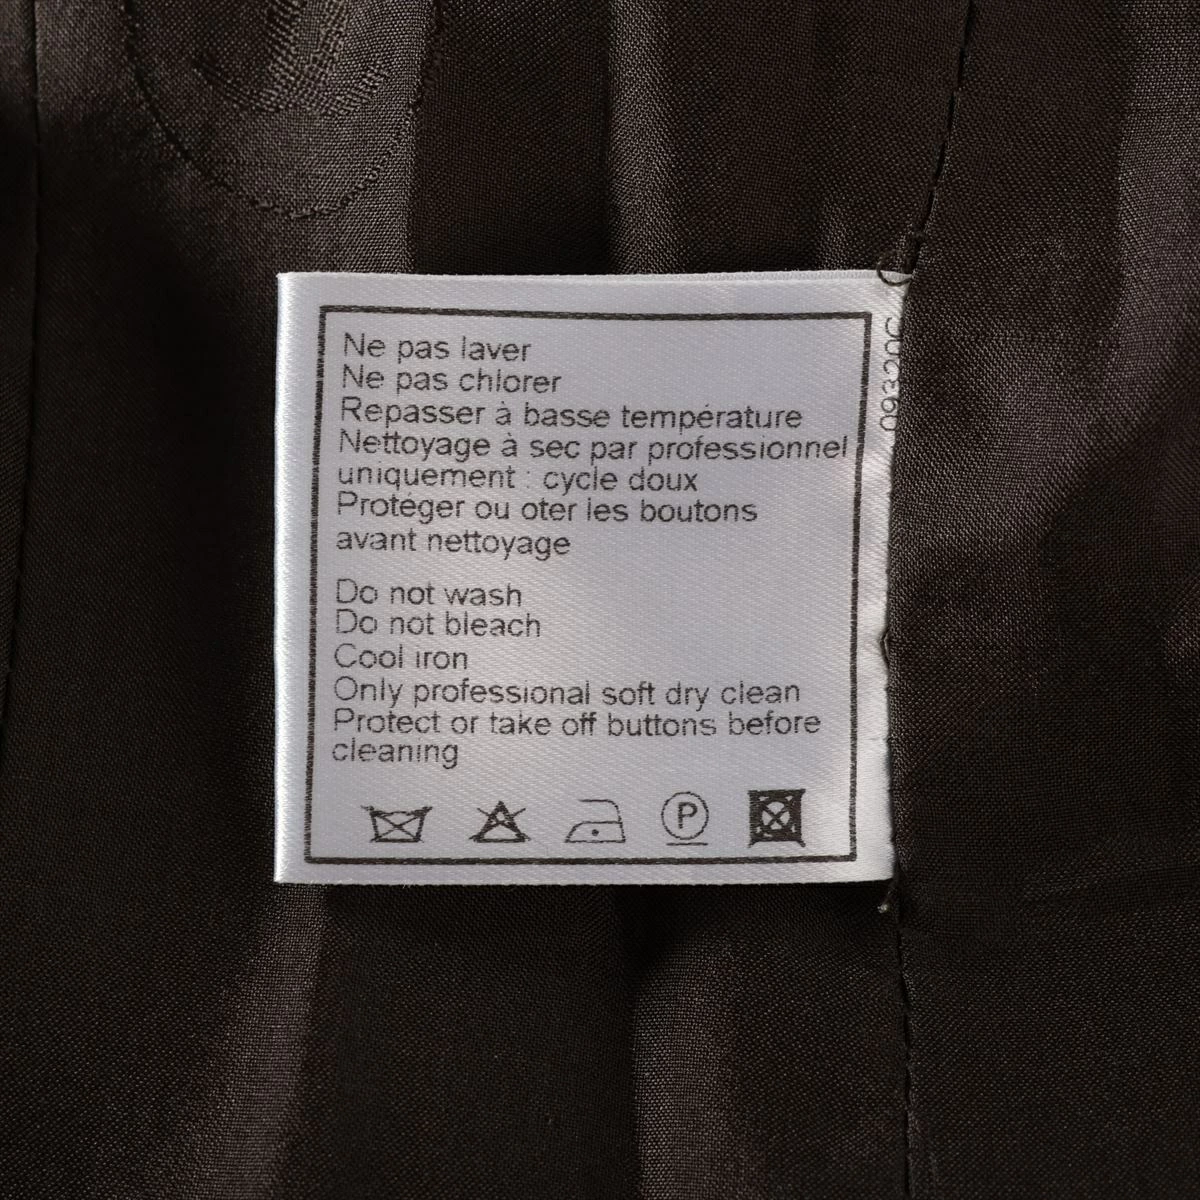 Ne pas laver
Ne pas chlorer
Repasser à basse température
Nettoyage à sec par professionnel
uniquement : cycle doux
Protéger ou oter les boutons
avant nettoyage
Do not wash
Do not bleach
Cool iron
Only professional soft dry clean
Protect or take off buttons before
cleaning
P
09320C